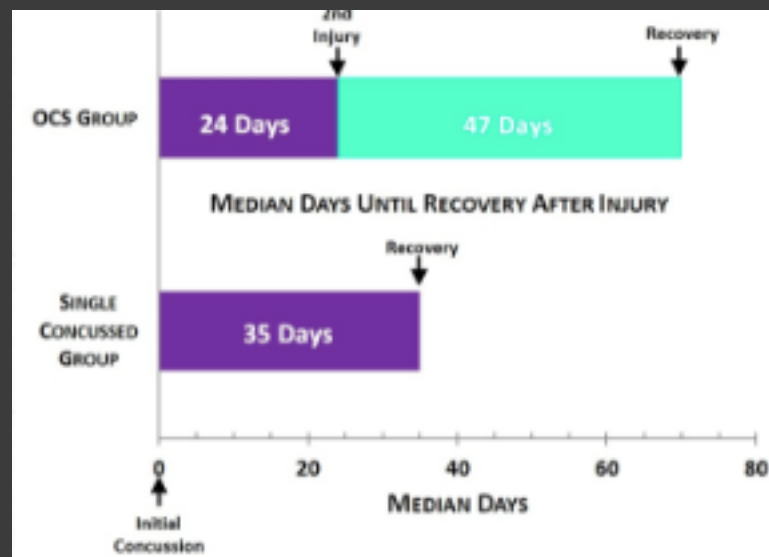 2nd
Injury
Recovery
OCS GROUP
24 Days
47 Days
MEDIAN DAYS UNTIL RECOVERY AFTER INJURY
Recovery
SINGLE
CONCUSSED
GROUP
35 Days
0 20 40 60 80
MEDIAN DAYS
Initial
Concussion